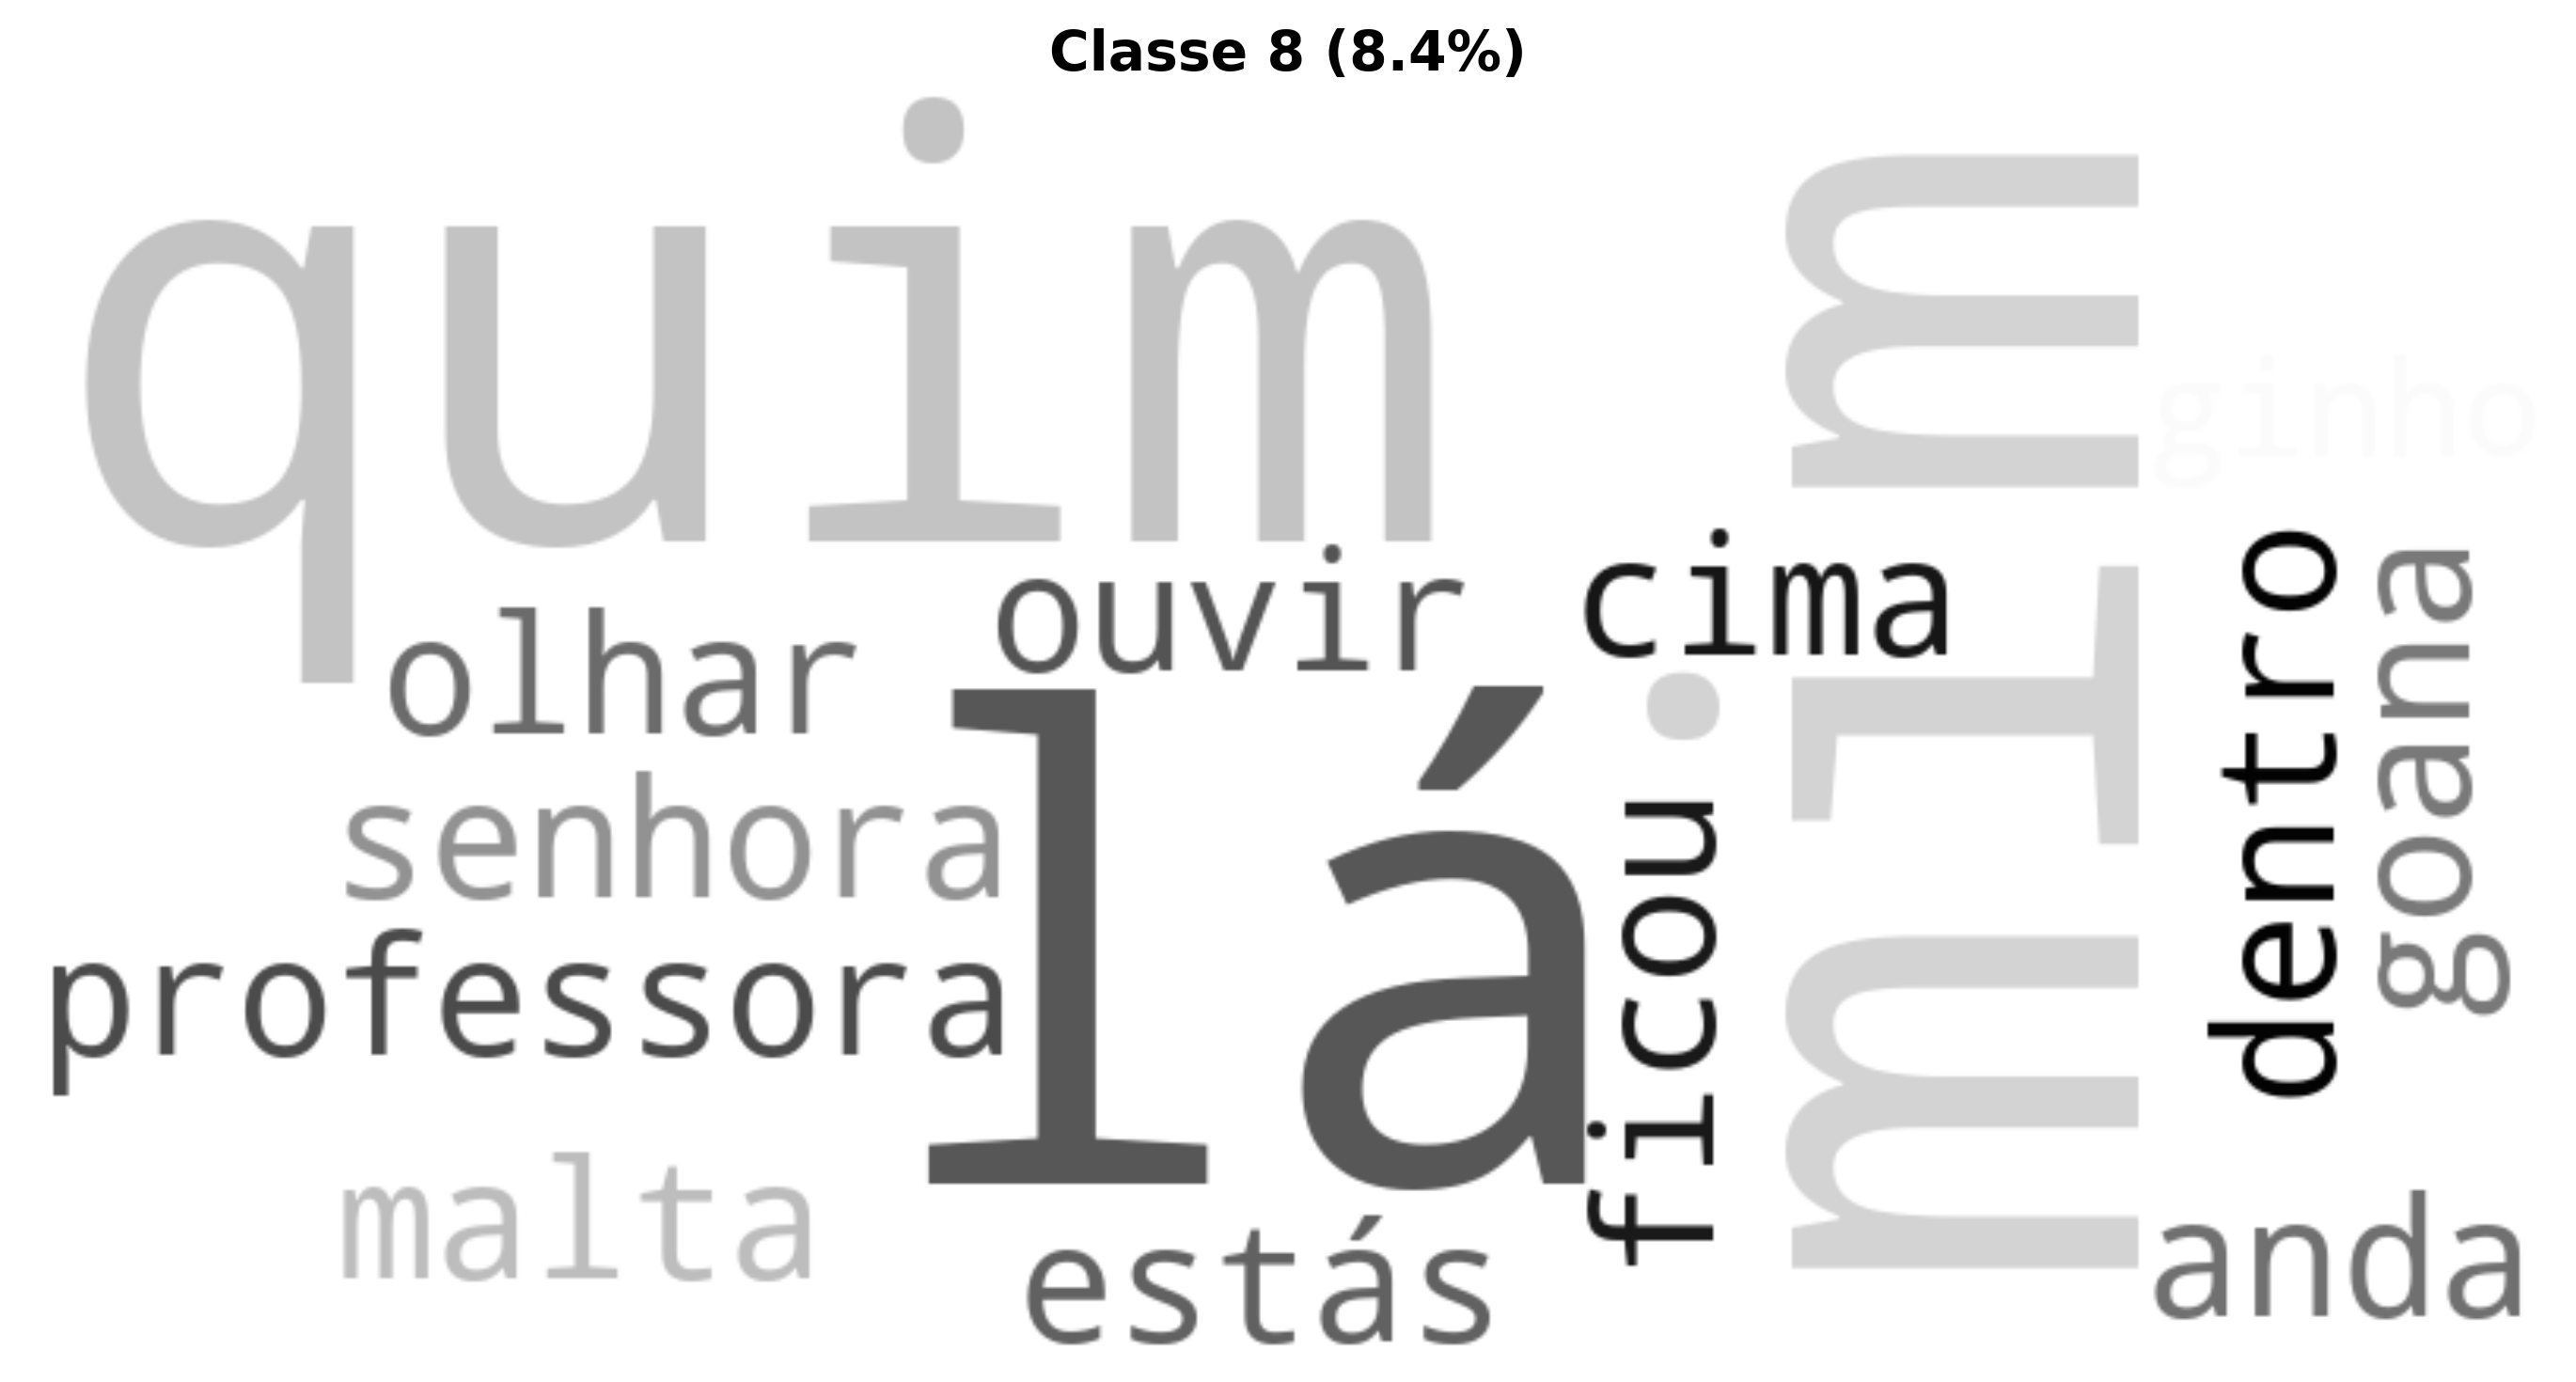 Classe 8 (8.4%)
quim
mim
ginho
ouvir
cima
olhar
dentro
goana
lá
senhora
ficou
professora
malta
estás
anda